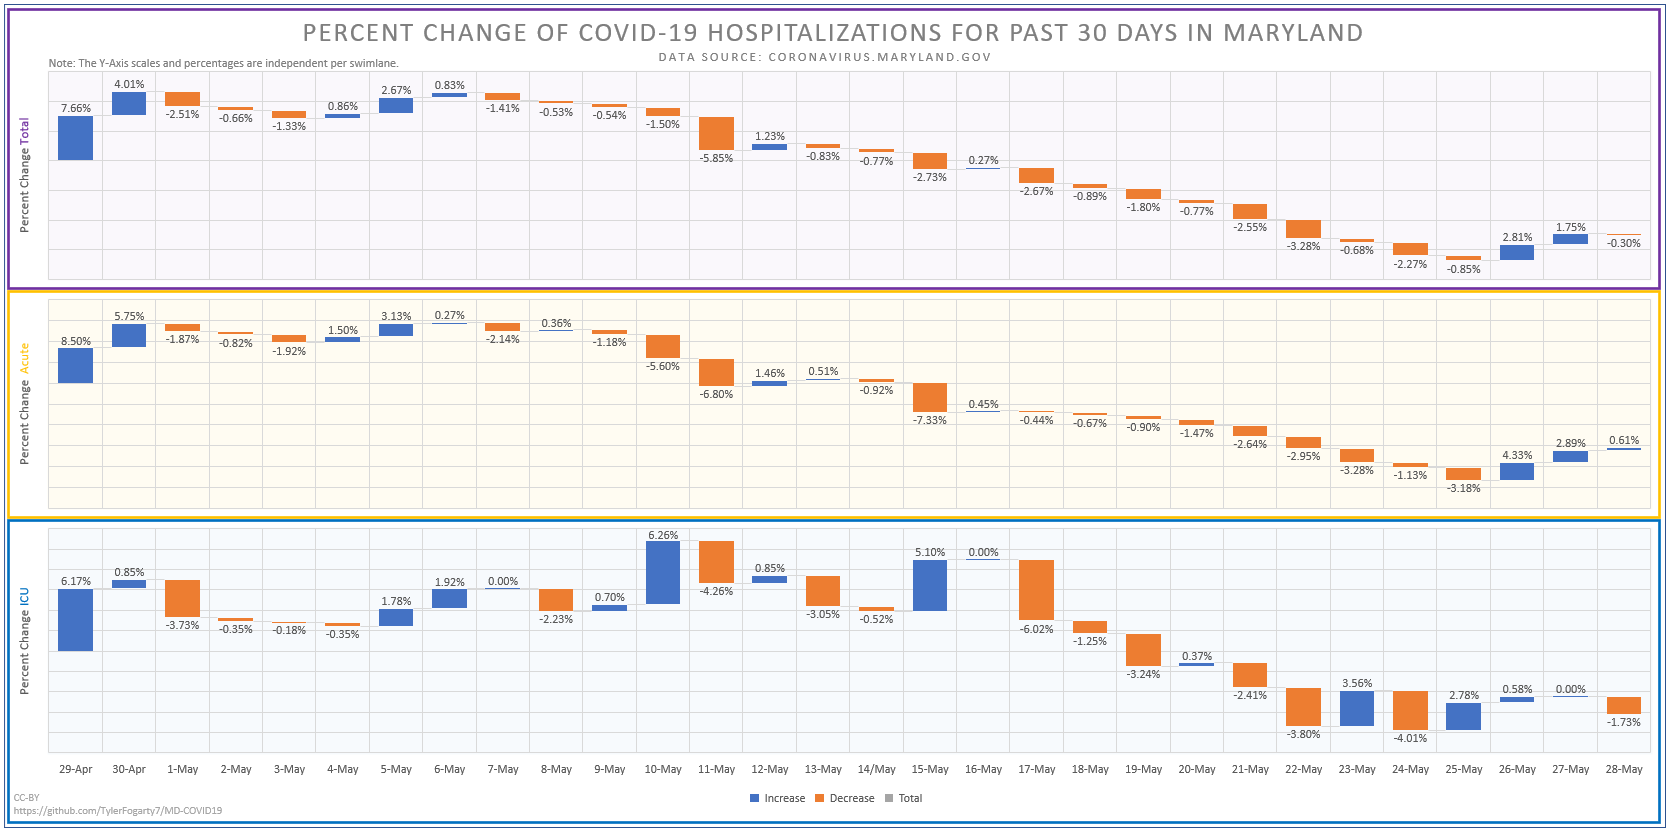 PERCENT CHANGE OF COVID-19 HOSPITALIZATIONS FOR PAST 30 DAYS IN MARYLAND
DATA SOURCE: CORONAVIRUS.MARYLAND.GOV
Note: The Y-Axis scales and percentages are independent per swimlane.
Percent Change Total
7.66% 4.01% -2.51% -0.66% -1.33% 0.86% 2.67% 0.83% -1.41% -0.53% -0.54% -1.50% -5.85% 1.23% -0.83% -0.77% -2.73% 0.27% -2.67% -0.89% -1.80% -0.77% -2.55% -3.28% -0.68% -2.27% -0.85% 2.81% 1.75% -0.30%
Percent Change Acute
8.50% 5.75% -1.87% -0.82% -1.92% 1.50% 3.13% 0.27% -2.14% 0.36% -1.18% -5.60% -6.80% 1.46% 0.51% -0.92% -7.33% 0.45% -0.44% -0.67% -0.90% -1.47% -2.64% -2.95% -3.28% -1.13% -3.18% 4.33% 2.89% 0.61%
Percent Change ICU
6.17% 0.85% -3.73% -0.35% -0.18% -0.35% 1.78% 1.92% 0.00% -2.23% 0.70% 6.26% -4.26% 0.85% -3.05% -0.52% 5.10% 0.00% -6.02% -1.25% -3.24% 0.37% -2.41% -3.80% 3.56% -4.01% 2.78% 0.58% 0.00% -1.73%
29-Apr 30-Apr 1-May 2-May 3-May 4-May 5-May 6-May 7-May 8-May 9-May 10-May 11-May 12-May 13-May 14/May 15-May 16-May 17-May 18-May 19-May 20-May 21-May 22-May 23-May 24-May 25-May 26-May 27-May 28-May
Increase Decrease Total
CC-BY
https://github.com/TylerFogarty7/MD-COVID19